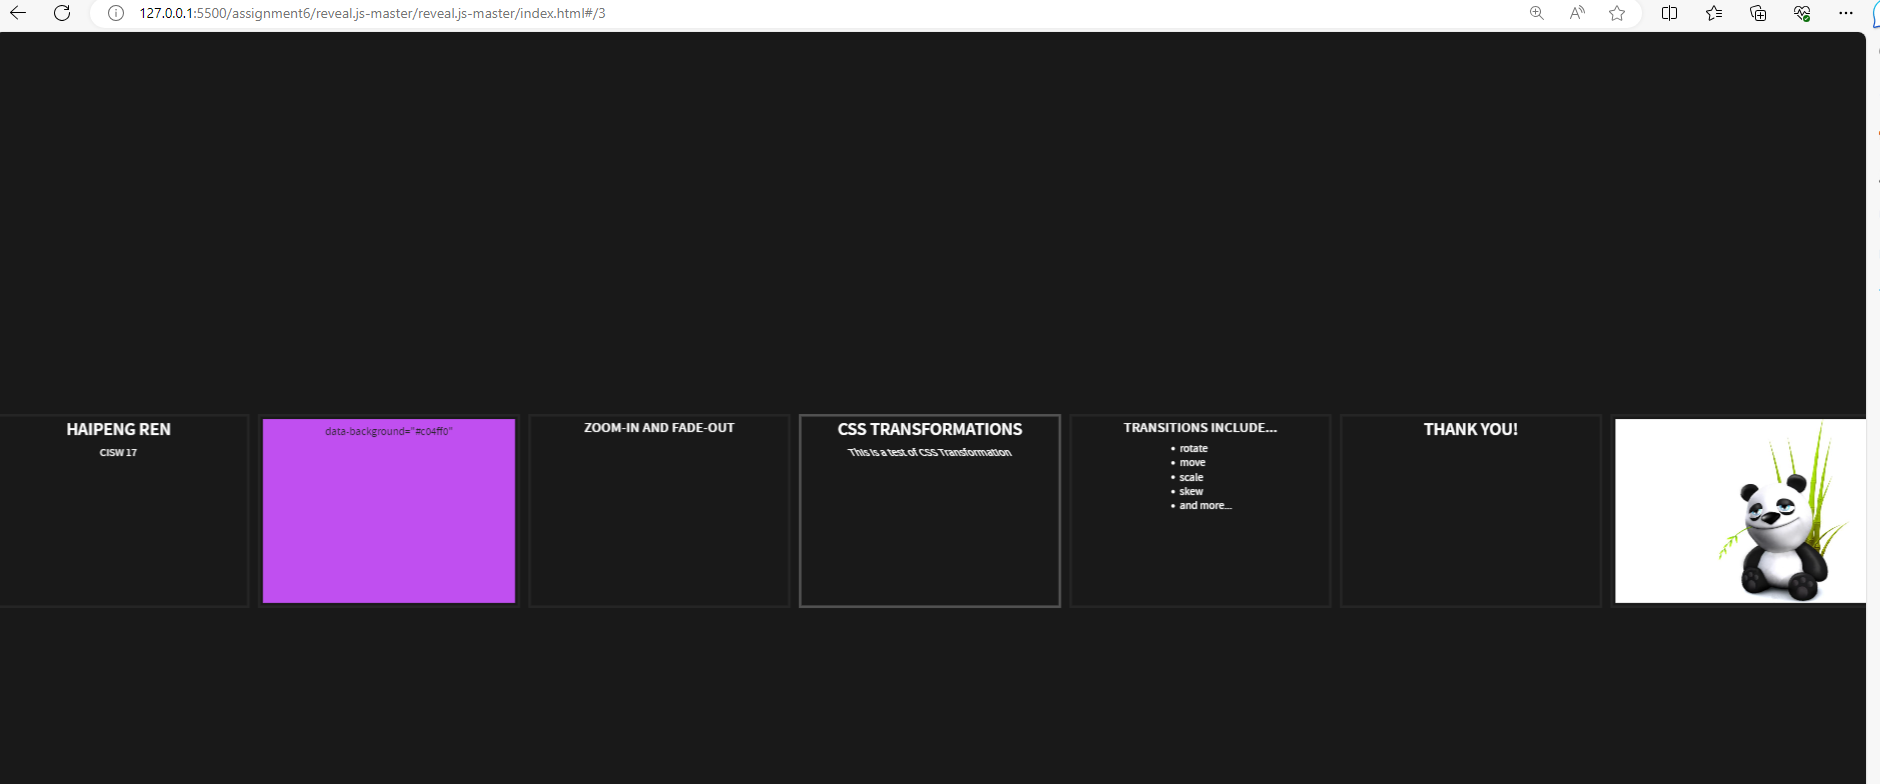 127.0.0.1:5500/assignment6/reveal.js-master/reveal.js-master/index.html#/3
HAIPENG REN
CISW 17
data-background="#c04ff0"
ZOOM-IN AND FADE-OUT
CSS TRANSFORMATIONS
This is a test of CSS Transformation
TRANSITIONS INCLUDE...
• rotate
• move
• scale
• skew
• and more...
THANK YOU!